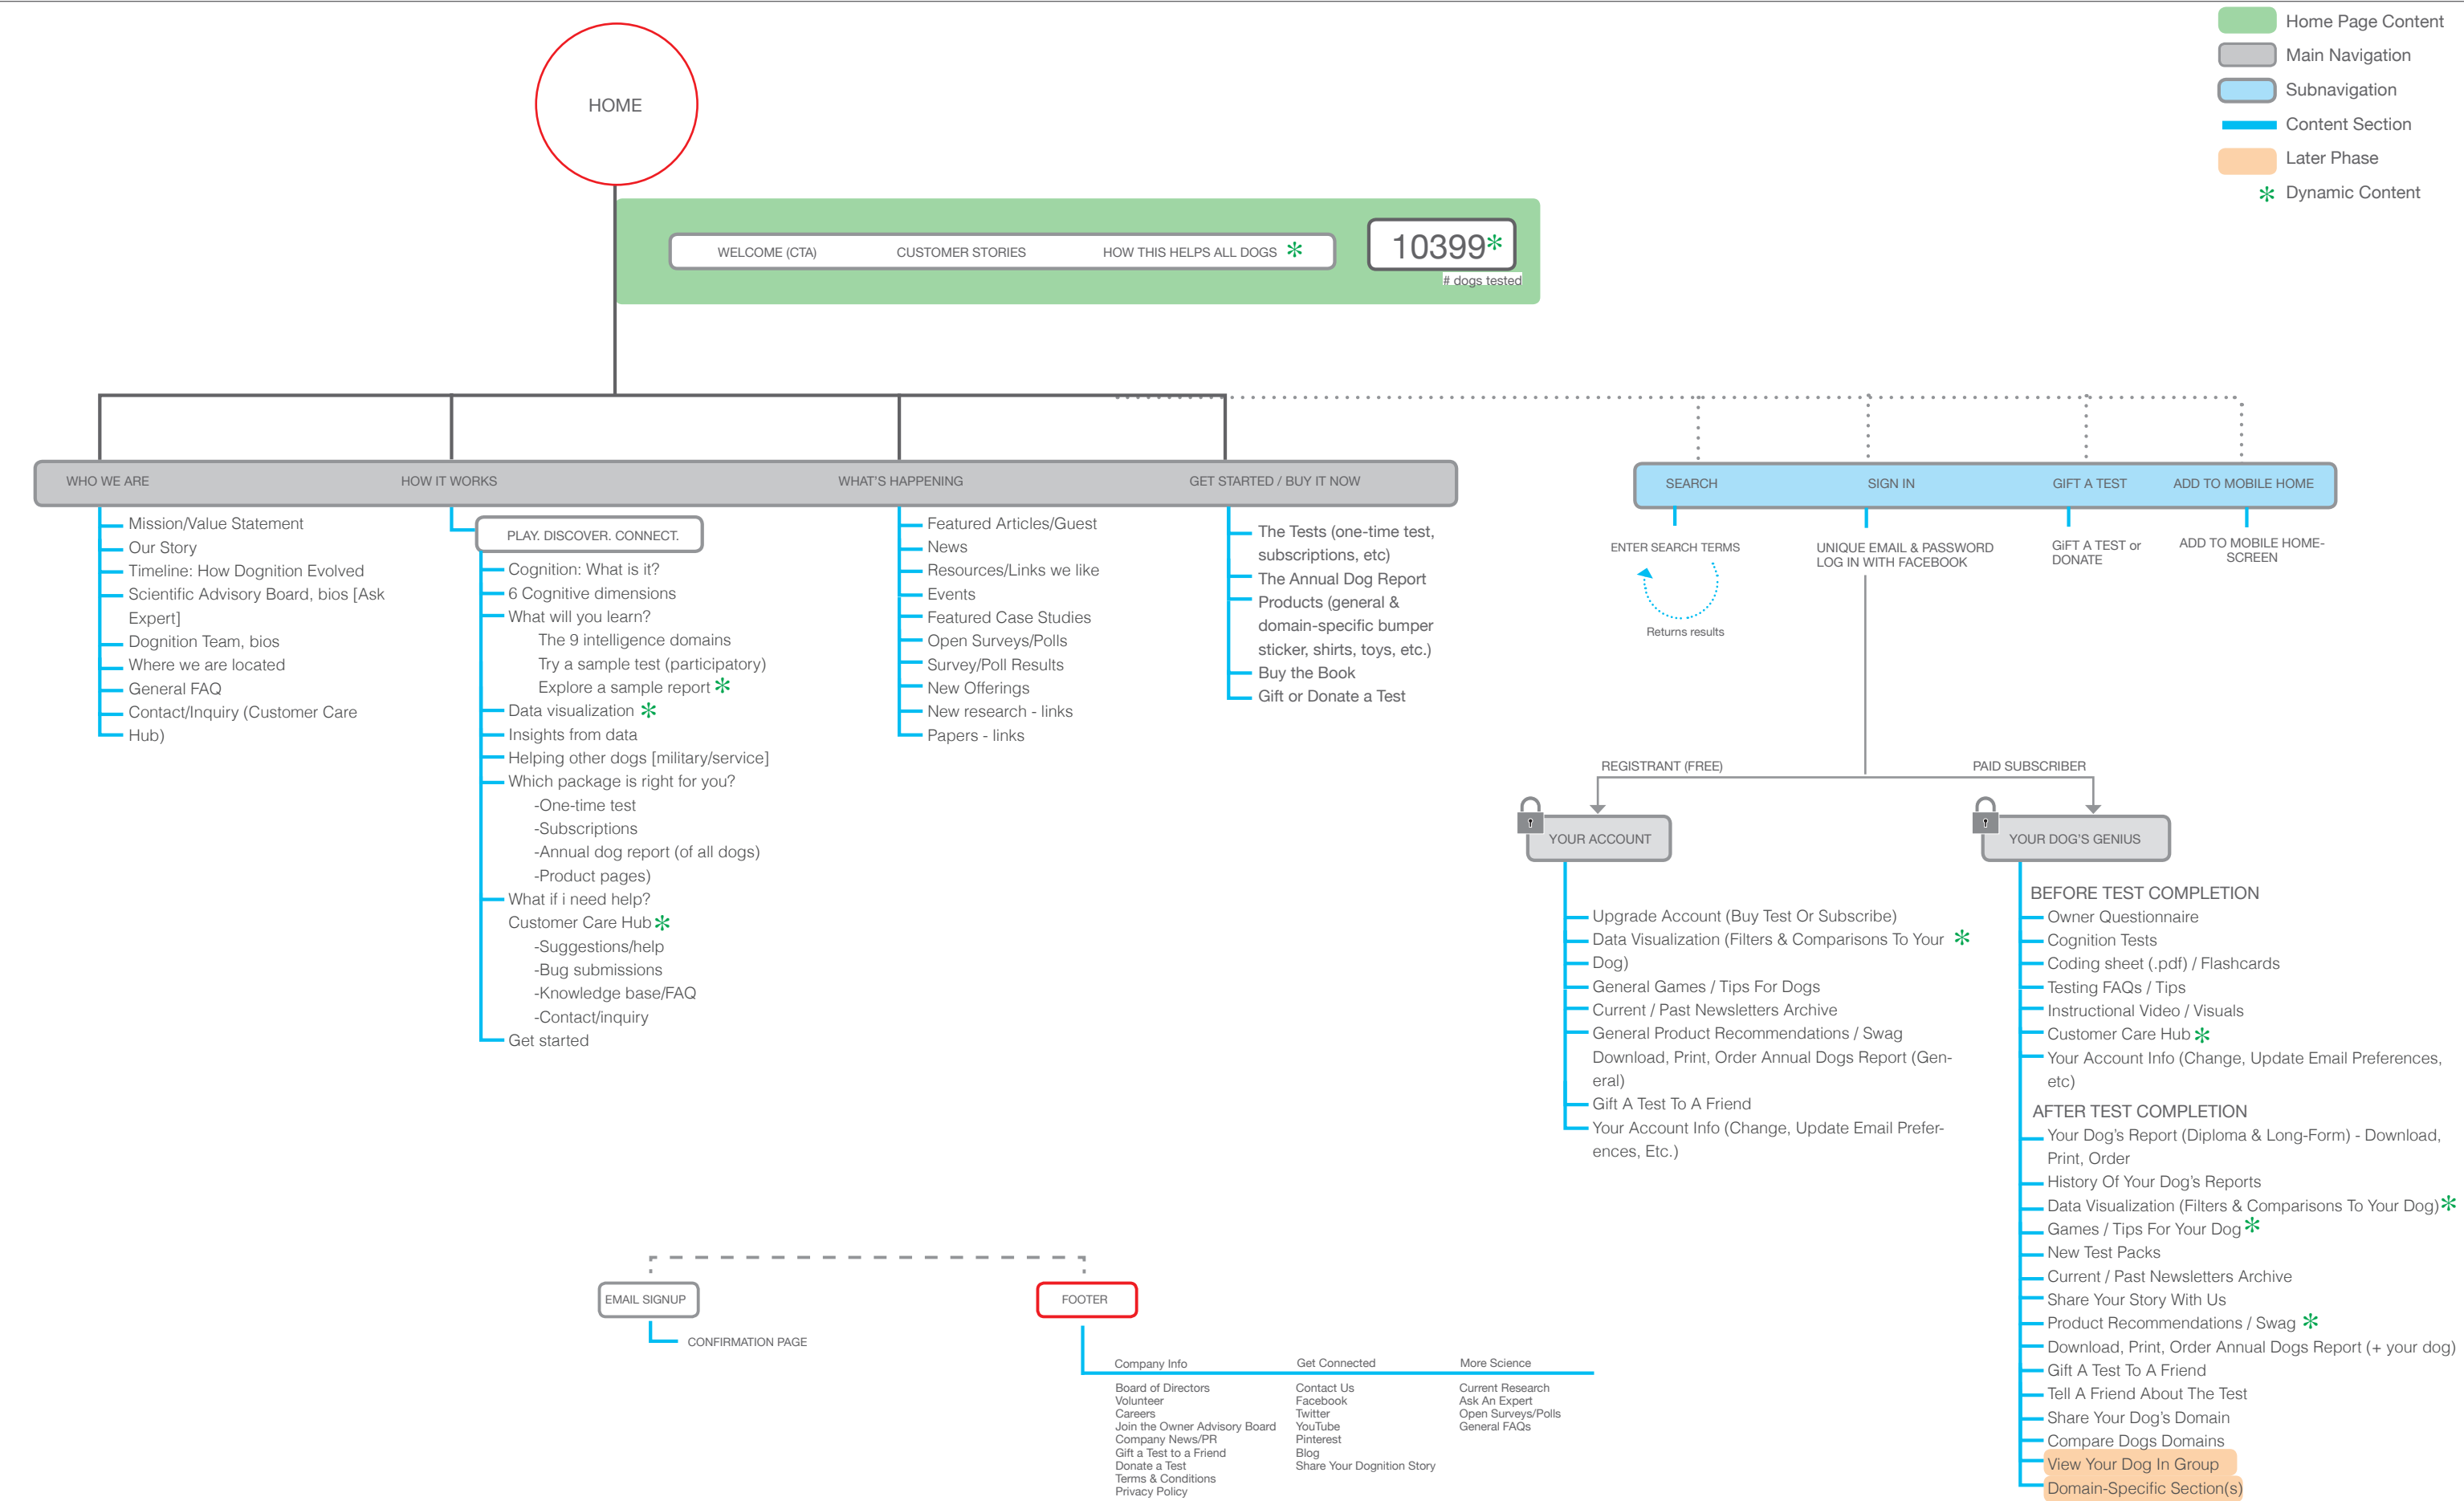 Home Page Content
Main Navigation
Subnavigation
Content Section
Later Phase
* Dynamic Content
HOME
WELCOME (CTA)
CUSTOMER STORIES
HOW THIS HELPS ALL DOGS *
10399*
# dogs tested
WHO WE ARE
HOW IT WORKS
WHAT'S HAPPENING
GET STARTED / BUY IT NOW
SEARCH
SIGN IN
GIFT A TEST
ADD TO MOBILE HOME
Mission/Value Statement
Our Story
Timeline: How Dognition Evolved
Scientific Advisory Board, bios [Ask
Expert]
Dognition Team, bios
Where we are located
General FAQ
Contact/Inquiry (Customer Care
Hub)
PLAY. DISCOVER. CONNECT.
Cognition: What is it?
6 Cognitive dimensions
What will you learn?
The 9 intelligence domains
Try a sample test (participatory)
Explore a sample report *
Data visualization *
Insights from data
Helping other dogs [military/service]
Which package is right for you?
-One-time test
-Subscriptions
-Annual dog report (of all dogs)
-Product pages)
What if i need help?
Customer Care Hub *
-Suggestions/help
-Bug submissions
-Knowledge base/FAQ
-Contact/inquiry
Get started
Featured Articles/Guest
News
Resources/Links we like
Events
Featured Case Studies
Open Surveys/Polls
Survey/Poll Results
New Offerings
New research - links
Papers - links
The Tests (one-time test,
subscriptions, etc)
The Annual Dog Report
Products (general &
domain-specific bumper
sticker, shirts, toys, etc.)
Buy the Book
Gift or Donate a Test
ENTER SEARCH TERMS
Returns results
UNIQUE EMAIL & PASSWORD
LOG IN WITH FACEBOOK
GiFT A TEST or
DONATE
ADD TO MOBILE HOME-
SCREEN
REGISTRANT (FREE)
PAID SUBSCRIBER
YOUR ACCOUNT
YOUR DOG'S GENIUS
Upgrade Account (Buy Test Or Subscribe)
Data Visualization (Filters & Comparisons To Your *
Dog)
General Games / Tips For Dogs
Current / Past Newsletters Archive
General Product Recommendations / Swag
Download, Print, Order Annual Dogs Report (Gen-
eral)
Gift A Test To A Friend
Your Account Info (Change, Update Email Prefer-
ences, Etc.)
BEFORE TEST COMPLETION
Owner Questionnaire
Cognition Tests
Coding sheet (.pdf) / Flashcards
Testing FAQs / Tips
Instructional Video / Visuals
Customer Care Hub *
Your Account Info (Change, Update Email Preferences,
etc)
AFTER TEST COMPLETION
Your Dog's Report (Diploma & Long-Form) - Download,
Print, Order
History Of Your Dog's Reports
Data Visualization (Filters & Comparisons To Your Dog) *
Games / Tips For Your Dog *
New Test Packs
Current / Past Newsletters Archive
Share Your Story With Us
Product Recommendations / Swag *
Download, Print, Order Annual Dogs Report (+ your dog)
Gift A Test To A Friend
Tell A Friend About The Test
Share Your Dog's Domain
Compare Dogs Domains
View Your Dog In Group
Domain-Specific Section(s)
EMAIL SIGNUP
CONFIRMATION PAGE
FOOTER
Company Info
Board of Directors
Volunteer
Careers
Join the Owner Advisory Board
Company News/PR
Gift a Test to a Friend
Donate a Test
Terms & Conditions
Privacy Policy
Get Connected
Contact Us
Facebook
Twitter
YouTube
Pinterest
Blog
Share Your Dognition Story
More Science
Current Research
Ask An Expert
Open Surveys/Polls
General FAQs